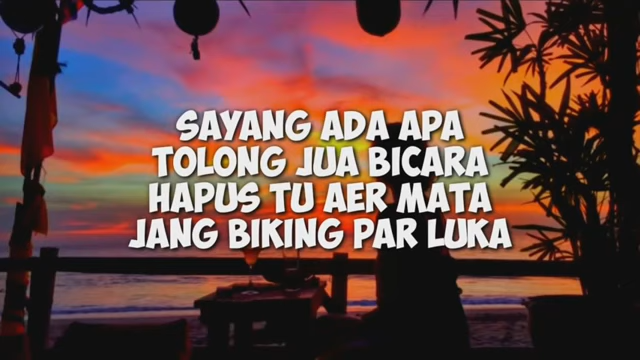 SAYANG ADA APA
TOLONG JUA BICARA
HAPUS TU AER MATA
JANG BIKING PAR LUKA